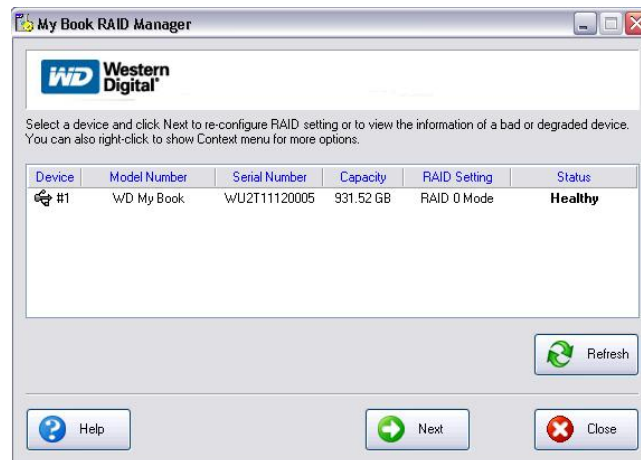 My Book RAID Manager
WD Western Digital
Select a device and click Next to re-configure RAID setting or to view the information of a bad or degraded device.
You can also right-click to show Context menu for more options.
Device Model Number Serial Number Capacity RAID Setting Status
#1 WD My Book WU2T11120005 931.52 GB RAID 0 Mode Healthy
Refresh
Help Next Close